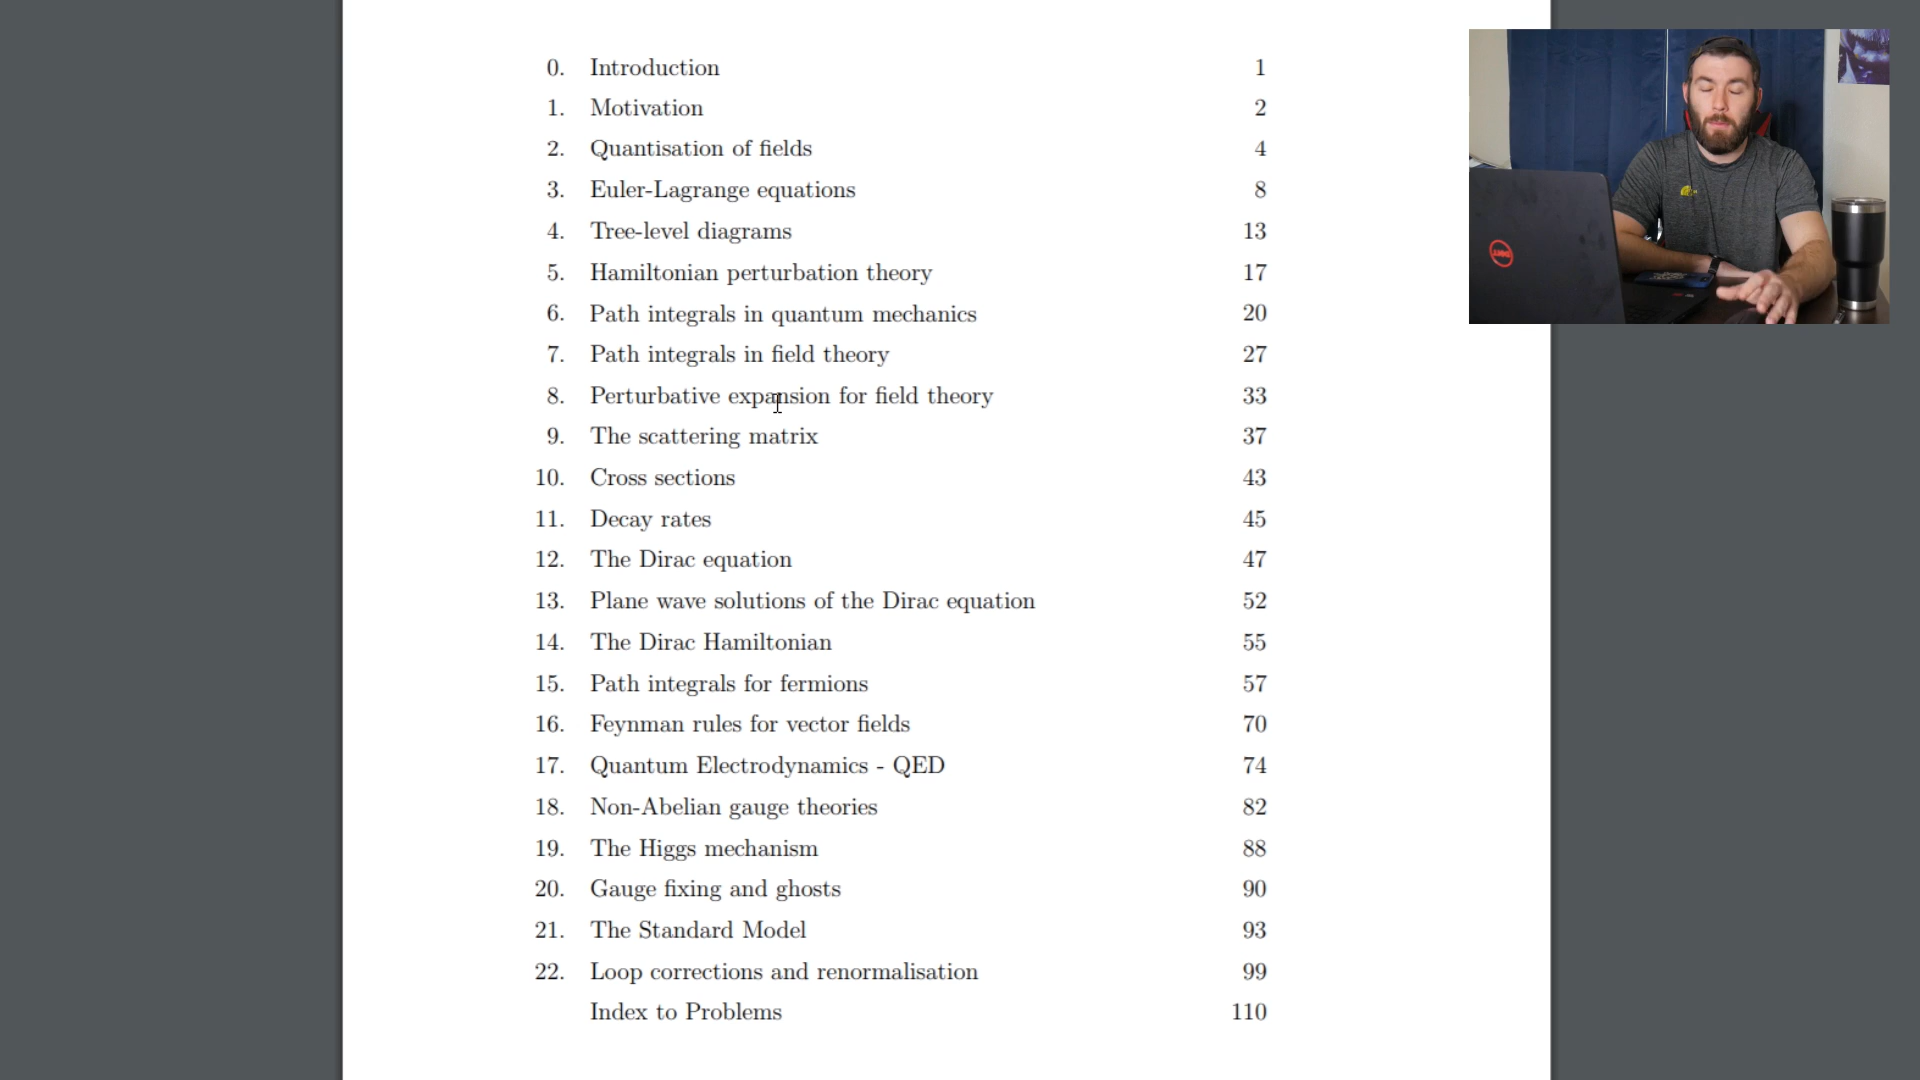 0. Introduction 1
1. Motivation 2
2. Quantisation of fields 4
3. Euler-Lagrange equations 8
4. Tree-level diagrams 13
5. Hamiltonian perturbation theory 17
6. Path integrals in quantum mechanics 20
7. Path integrals in field theory 27
8. Perturbative expansion for field theory 33
9. The scattering matrix 37
10. Cross sections 43
11. Decay rates 45
12. The Dirac equation 47
13. Plane wave solutions of the Dirac equation 52
14. The Dirac Hamiltonian 55
15. Path integrals for fermions 57
16. Feynman rules for vector fields 70
17. Quantum Electrodynamics - QED 74
18. Non-Abelian gauge theories 82
19. The Higgs mechanism 88
20. Gauge fixing and ghosts 90
21. The Standard Model 93
22. Loop corrections and renormalisation 99
Index to Problems 110